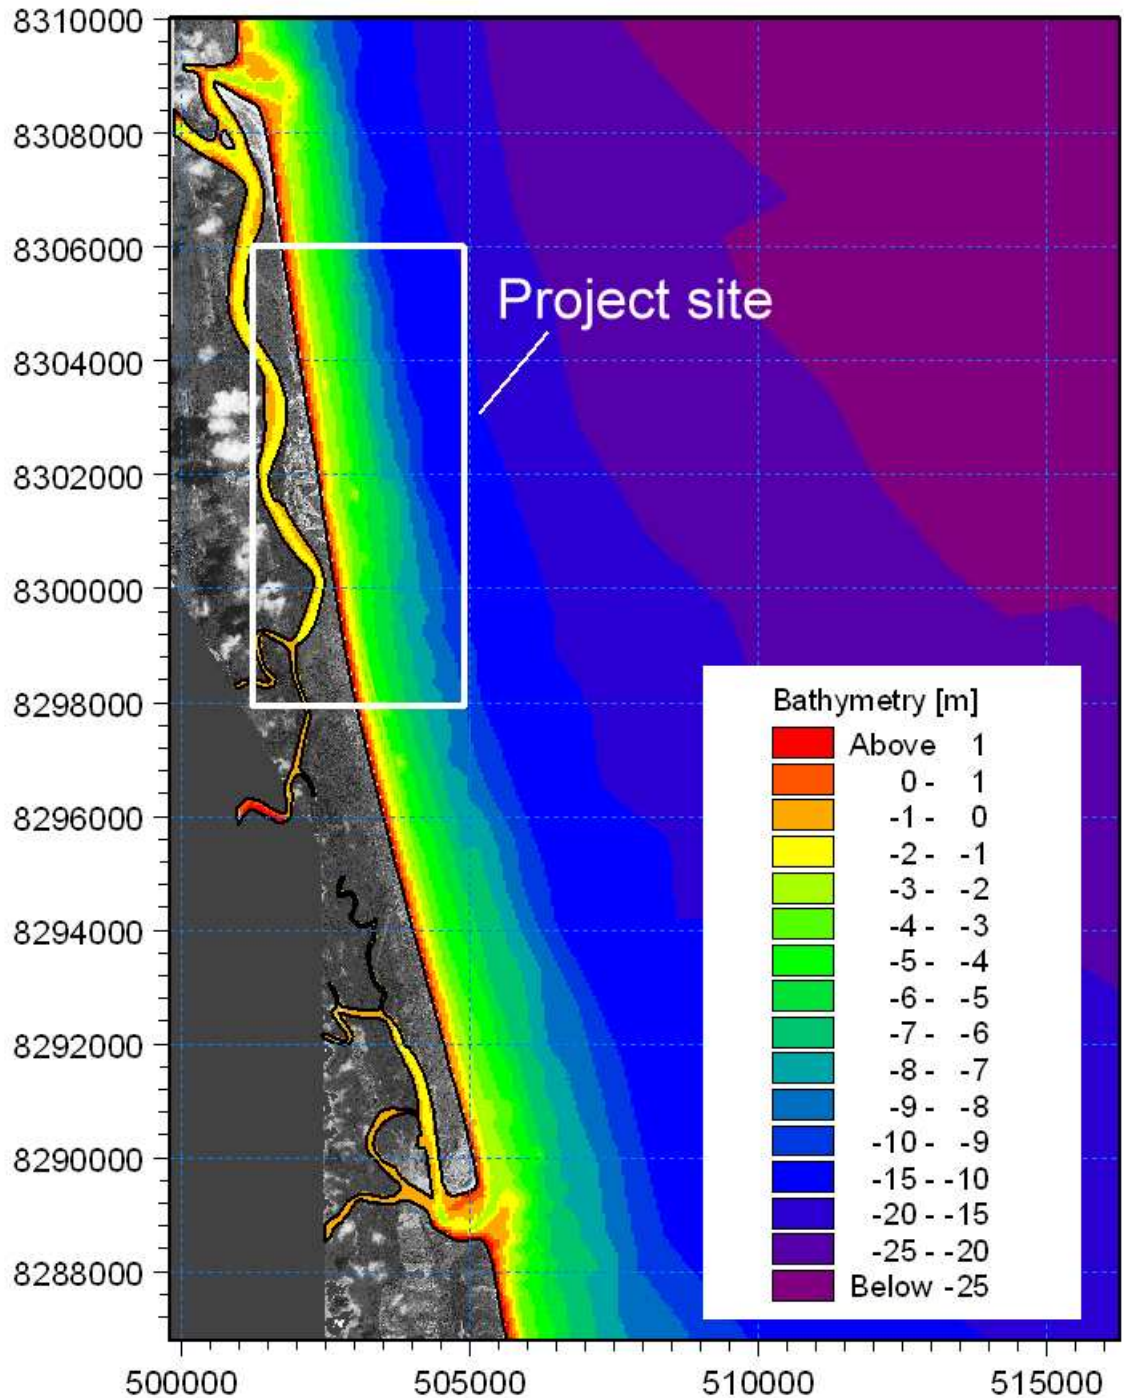 8310000
8308000
8306000
Project site
8304000
8302000
8300000
8298000
Bathymetry [m]
Above 1
0 - 1
-1 - 0
-2 - -1
-3 - -2
-4 - -3
-5 - -4
-6 - -5
-7 - -6
-8 - -7
-9 - -8
-10 - -9
-15 - -10
-20 - -15
-25 - -20
Below -25
8296000
8294000
8292000
8290000
8288000
500000 505000 510000 515000